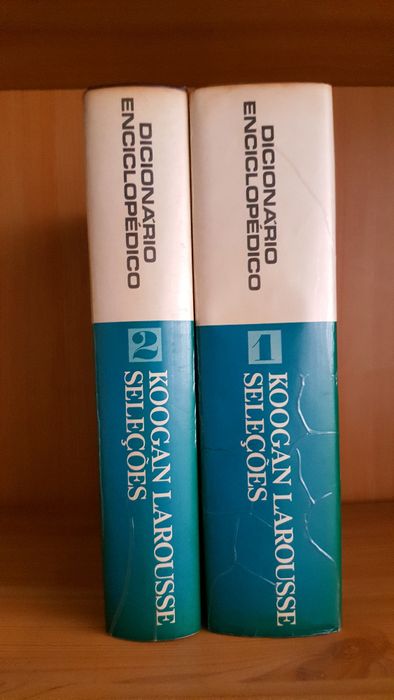 DICIONÁRIO
ENCICLOPÉDICO
2
KOOGAN LAROUSSE
SELEÇÕES
DICIONÁRIO
ENCICLOPÉDICO
1
KOOGAN LAROUSSE
SELEÇÕES